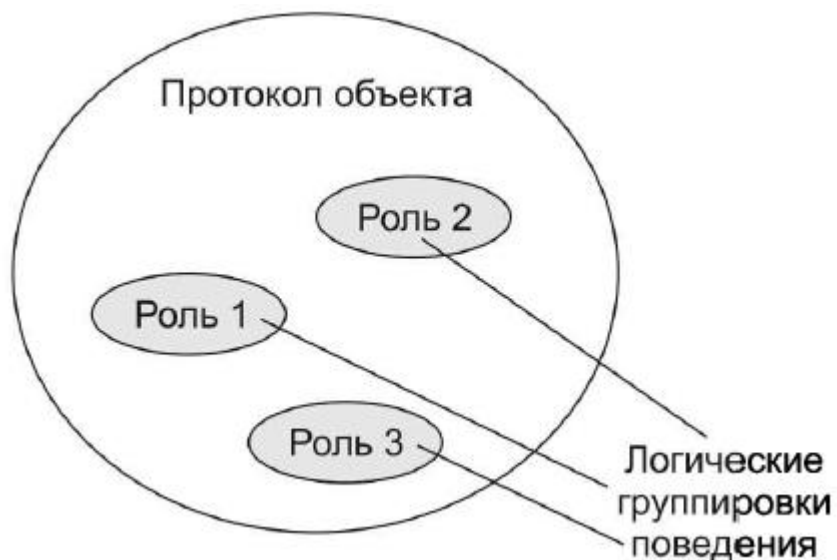 Протокол объекта
Роль 2
Роль 1
Роль 3
Логические
группировки
поведения